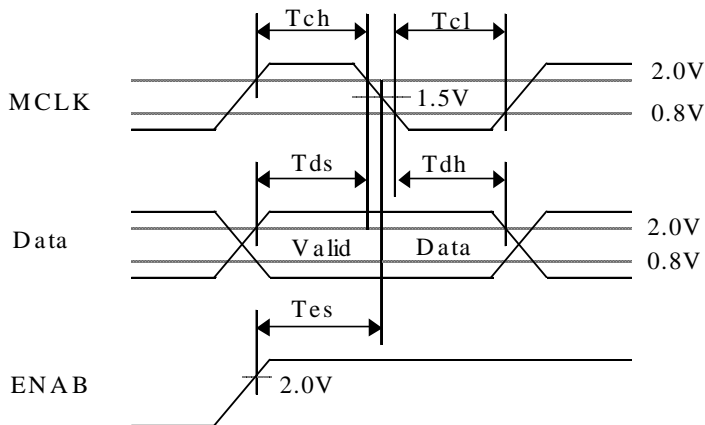 Tch Tcl
MCLK 2.0V
1.5V
0.8V
Tds Tdh
Data Valid Data 2.0V
0.8V
Tes
ENAB 2.0V